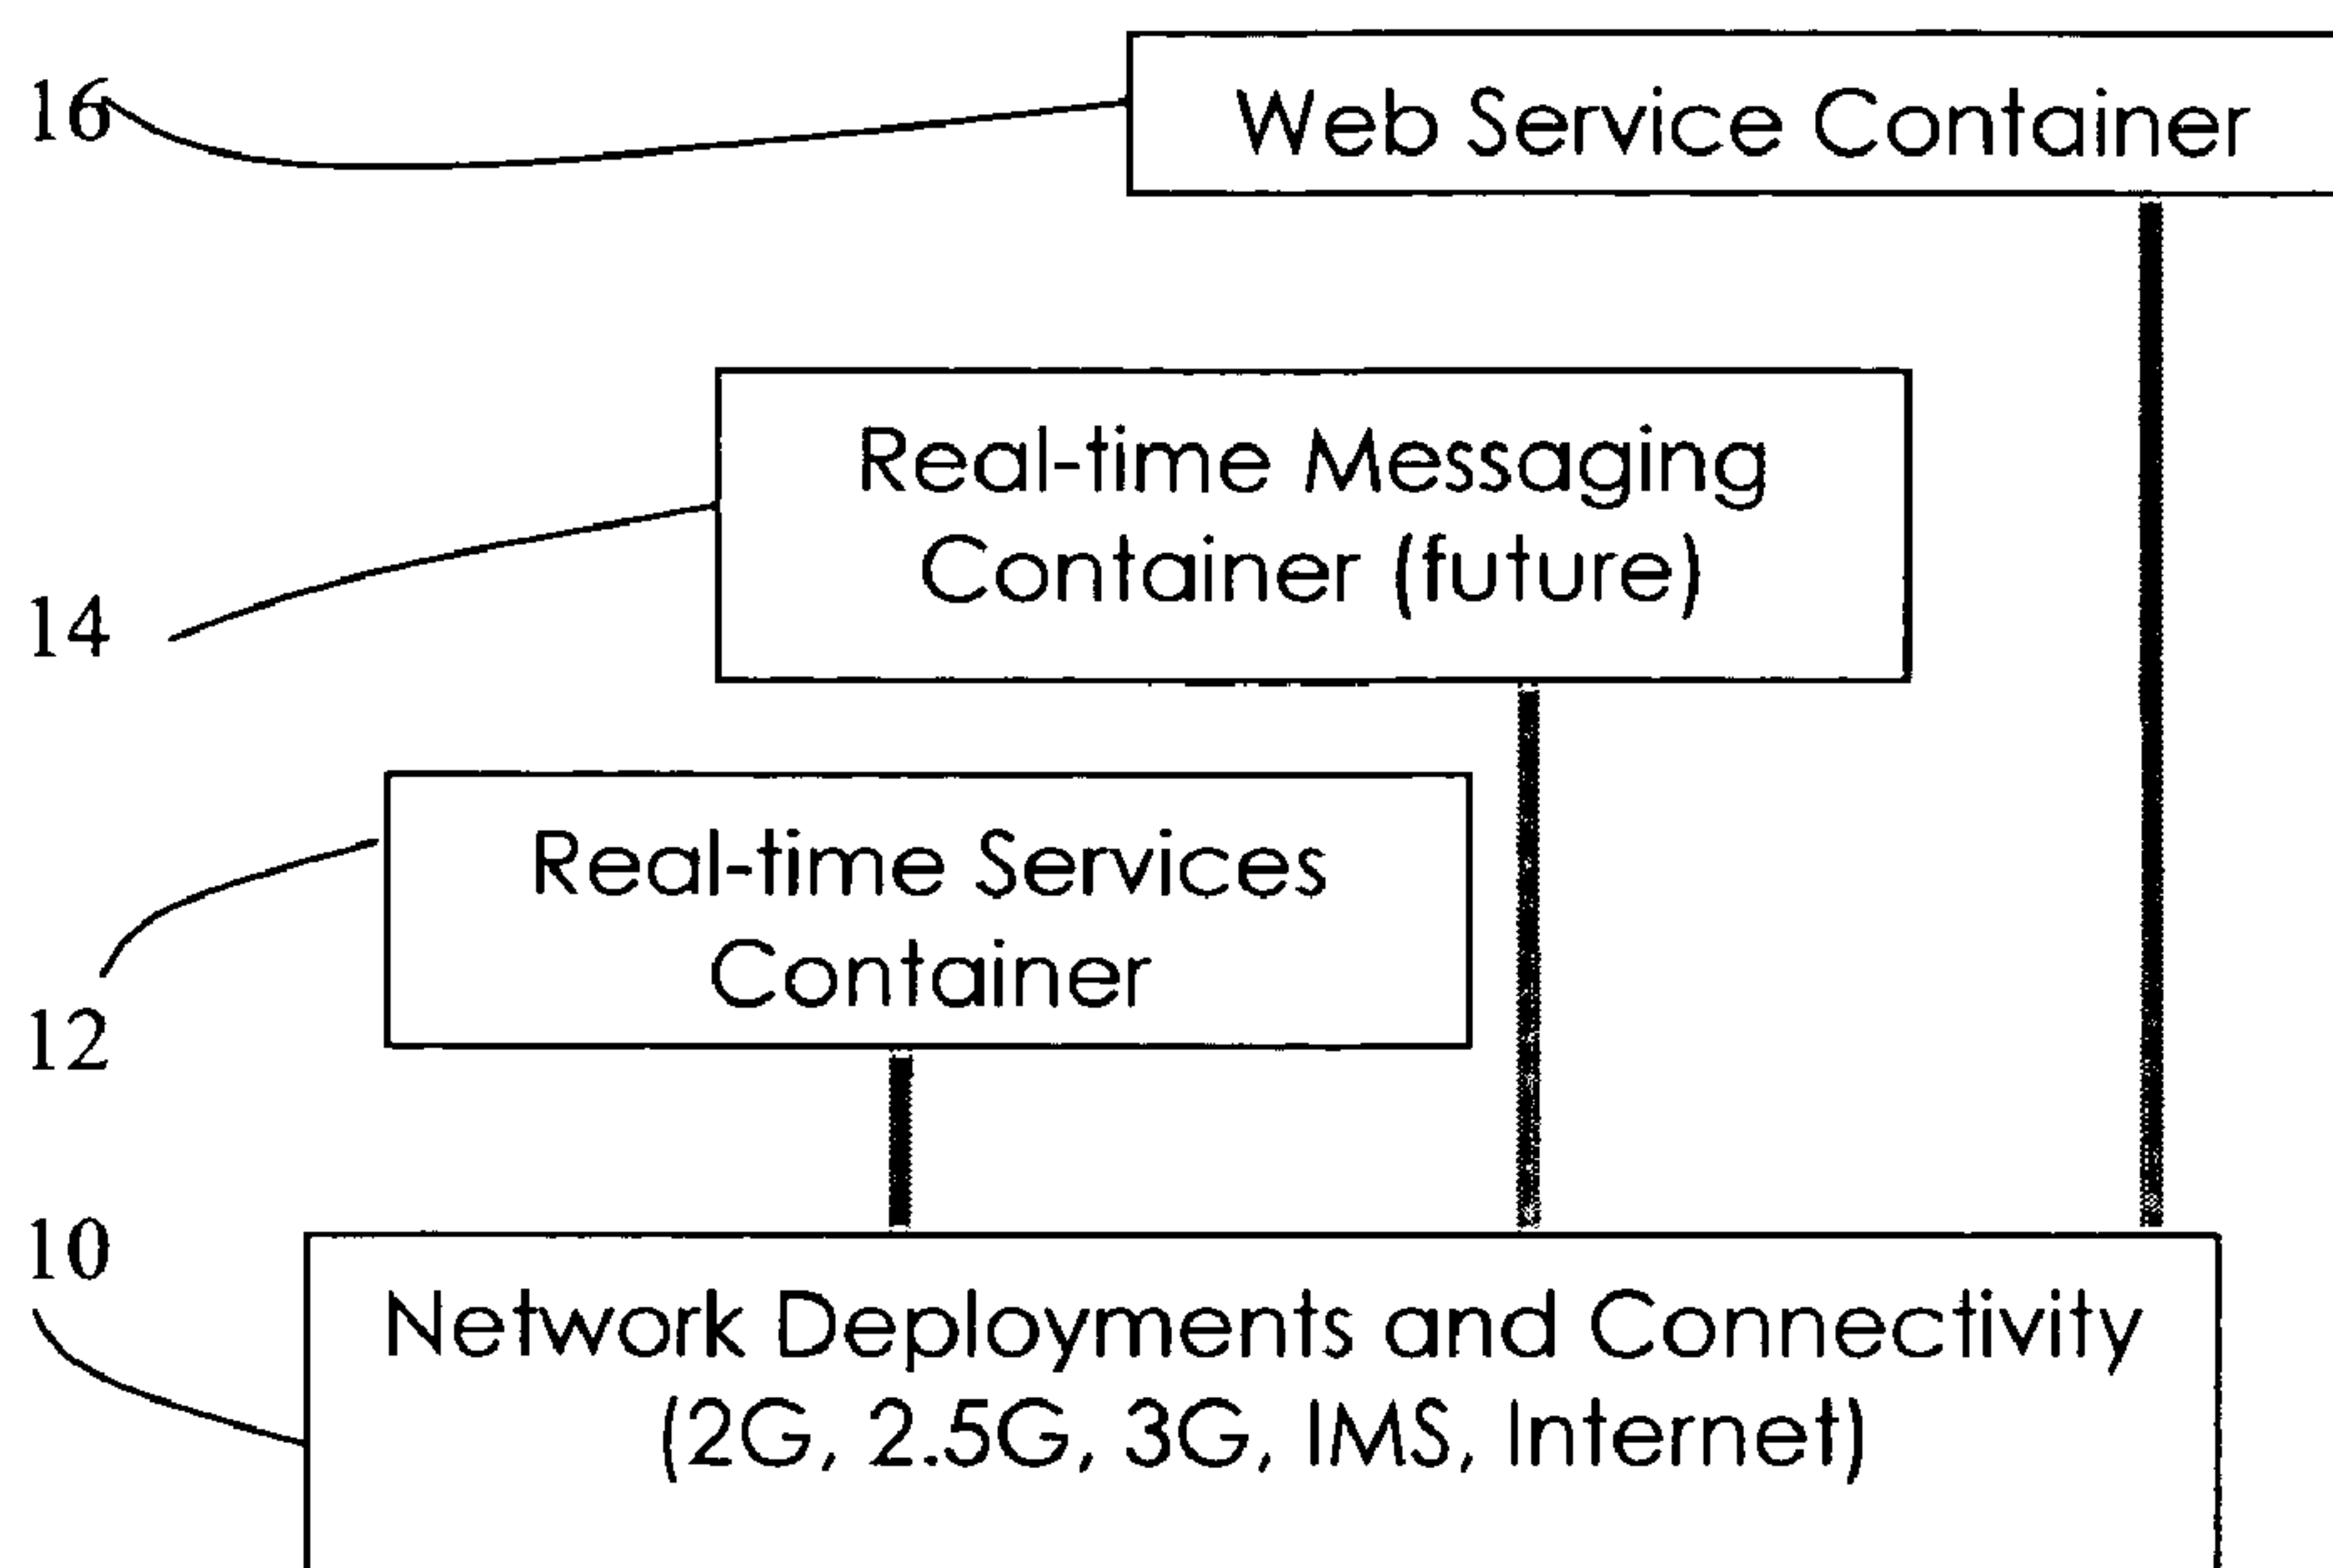 16
Web Service Container
Real-time Messaging
Container (future)
14
Real-time Services
Container
12
10
Network Deployments and Connectivity
(2G, 2.5G, 3G, IMS, Internet)